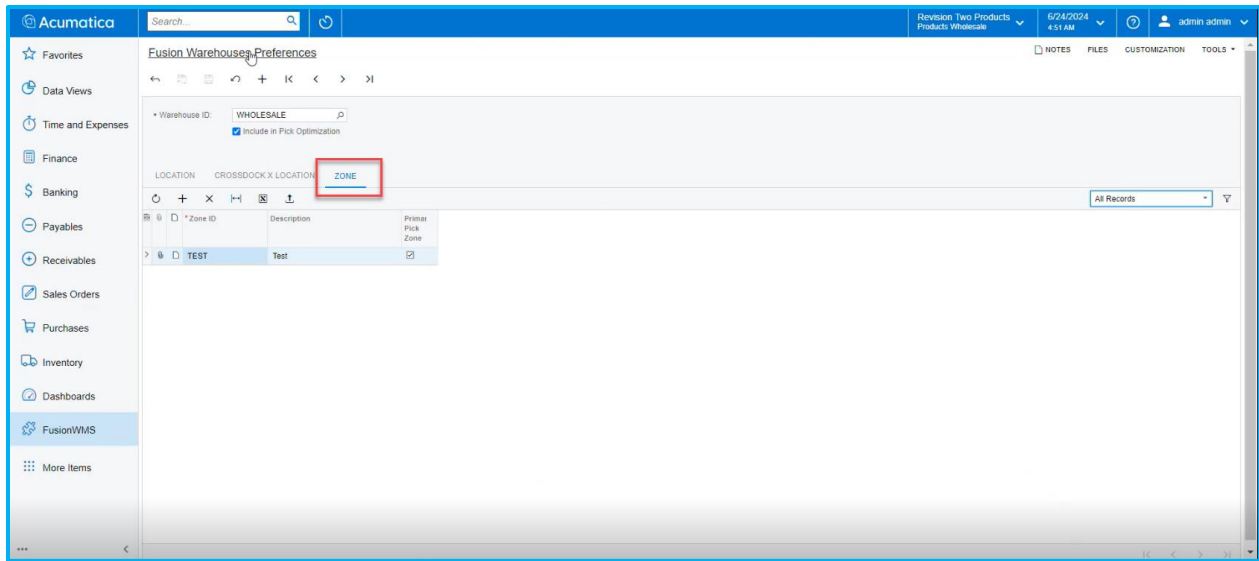 Acumatica
Search...
Revision Two Products
Products Wholesale
6/24/2024
4:51 AM
admin admin
Favorites
Data Views
Time and Expenses
Finance
Banking
Payables
Receivables
Sales Orders
Purchases
Inventory
Dashboards
FusionWMS
More Items
Fusion Warehouses Preferences
NOTES FILES CUSTOMIZATION TOOLS
* Warehouse ID: WHOLESALE
Include in Pick Optimization
LOCATION CROSSDOCK X LOCATION ZONE
All Records
* Zone ID Description Primar
Pick
Zone
TEST Test